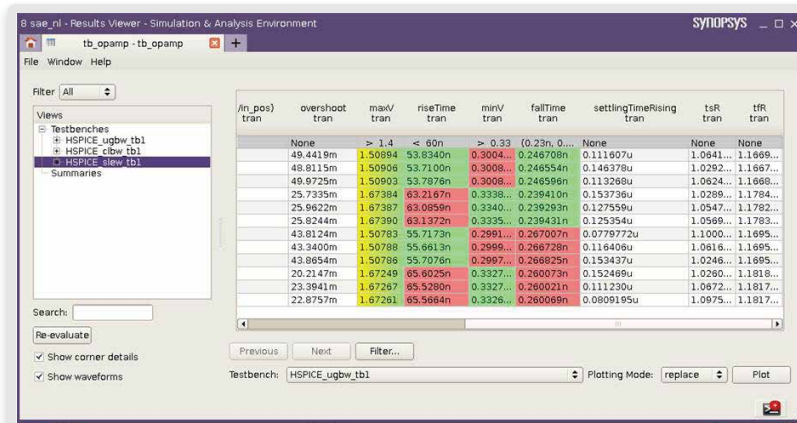 8 sae_nl - Results Viewer - Simulation & Analysis Environment
SYNOPSYS
tb_opamp - tb_opamp
File Window Help
Filter All
Views
Testbenches
HSPICE_ugbw_tb1
HSPICE_clbw_tb1
HSPICE_slew_tb1
Summaries
Search:
Re-evaluate
Show corner details
Show waveforms
/in_pos) overshoot maxV riseTime minV fallTime settlingTimeRising tsR tfR
tran tran tran tran tran tran tran tran tran
None > 1.4 < 60n > 0.33 (0.23n, 0.... None None None
49.4419m 1.50894 53.8340n 0.3004... 0.246708n 0.111607u 1.0641... 1.1669...
48.8115m 1.50906 53.7100n 0.3008... 0.246554n 0.146378u 1.0292... 1.1667...
49.9725m 1.50903 53.7876n 0.3008... 0.246596n 0.113268u 1.0624... 1.1668...
25.7335m 1.67384 63.2167n 0.3338... 0.239410n 0.153736u 1.0289... 1.1784...
25.9622m 1.67387 63.0859n 0.3340... 0.239293n 0.127559u 1.0547... 1.1782...
25.8244m 1.67390 63.1372n 0.3335... 0.239431n 0.125354u 1.0569... 1.1783...
43.8124m 1.50783 55.7173n 0.2991... 0.267007n 0.0779772u 1.1000... 1.1695...
43.3400m 1.50788 55.6613n 0.2999... 0.266728n 0.116406u 1.0616... 1.1695...
43.8654m 1.50786 55.7076n 0.2997... 0.266825n 0.153437u 1.0246... 1.1695...
20.2147m 1.67249 65.6025n 0.3327... 0.260073n 0.152469u 1.0260... 1.1818...
23.3941m 1.67267 65.5280n 0.3327... 0.260021n 0.111230u 1.0672... 1.1817...
22.8757m 1.67261 65.5664n 0.3326... 0.260069n 0.0809195u 1.0975... 1.1817...
Previous Next Filter...
Testbench: HSPICE_ugbw_tb1 Plotting Mode: replace Plot